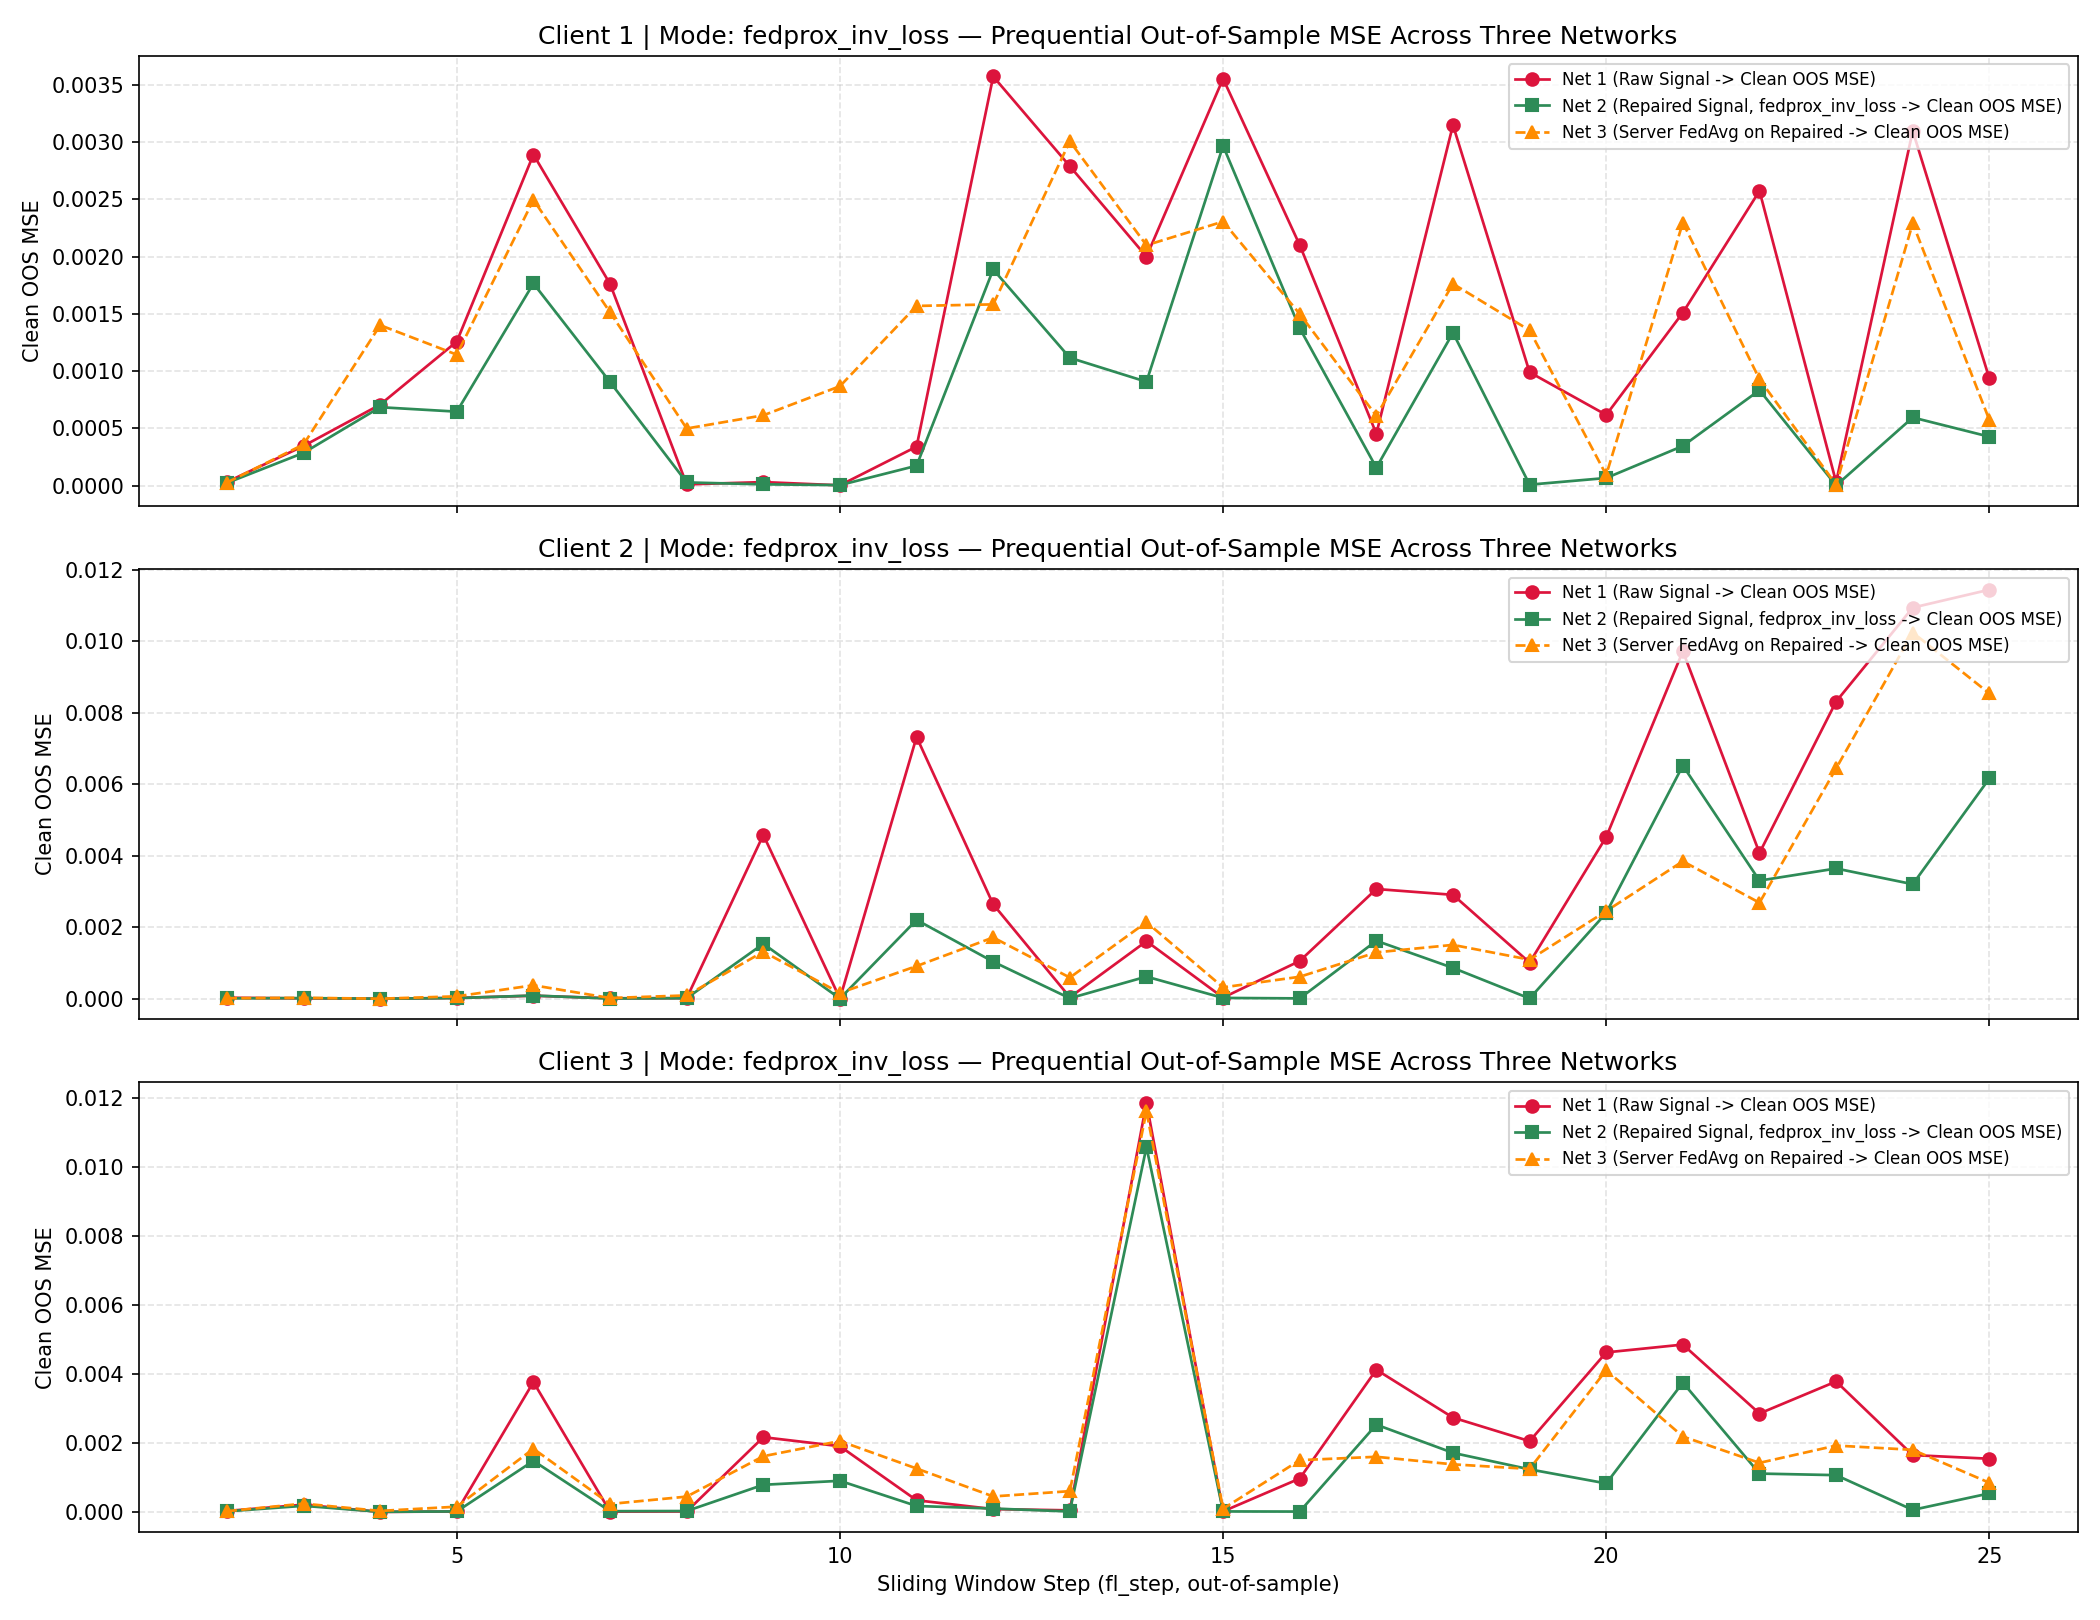 Client 1 | Mode: fedprox_inv_loss — Prequential Out-of-Sample MSE Across Three Networks
Clean OOS MSE
0.0035
0.0030
0.0025
0.0020
0.0015
0.0010
0.0005
0.0000
Net 1 (Raw Signal -> Clean OOS MSE)
Net 2 (Repaired Signal, fedprox_inv_loss -> Clean OOS MSE)
Net 3 (Server FedAvg on Repaired -> Clean OOS MSE)
Client 2 | Mode: fedprox_inv_loss — Prequential Out-of-Sample MSE Across Three Networks
Clean OOS MSE
0.012
0.010
0.008
0.006
0.004
0.002
0.000
Net 1 (Raw Signal -> Clean OOS MSE)
Net 2 (Repaired Signal, fedprox_inv_loss -> Clean OOS MSE)
Net 3 (Server FedAvg on Repaired -> Clean OOS MSE)
Client 3 | Mode: fedprox_inv_loss — Prequential Out-of-Sample MSE Across Three Networks
Clean OOS MSE
0.012
0.010
0.008
0.006
0.004
0.002
0.000
Net 1 (Raw Signal -> Clean OOS MSE)
Net 2 (Repaired Signal, fedprox_inv_loss -> Clean OOS MSE)
Net 3 (Server FedAvg on Repaired -> Clean OOS MSE)
5 10 15 20 25
Sliding Window Step (fl_step, out-of-sample)